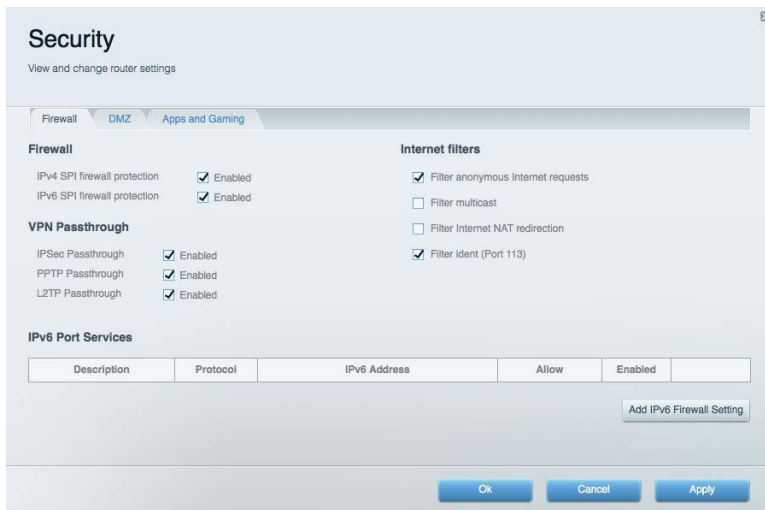 Security
View and change router settings
Firewall
DMZ
Apps and Gaming
Firewall
IPv4 SPI firewall protection Enabled
IPv6 SPI firewall protection Enabled
VPN Passthrough
IPSec Passthrough Enabled
PPTP Passthrough Enabled
L2TP Passthrough Enabled
Internet filters
Filter anonymous Internet requests
Filter multicast
Filter Internet NAT redirection
Filter ident (Port 113)
IPv6 Port Services
Description Protocol IPv6 Address Allow Enabled
Add IPv6 Firewall Setting
Ok Cancel Apply